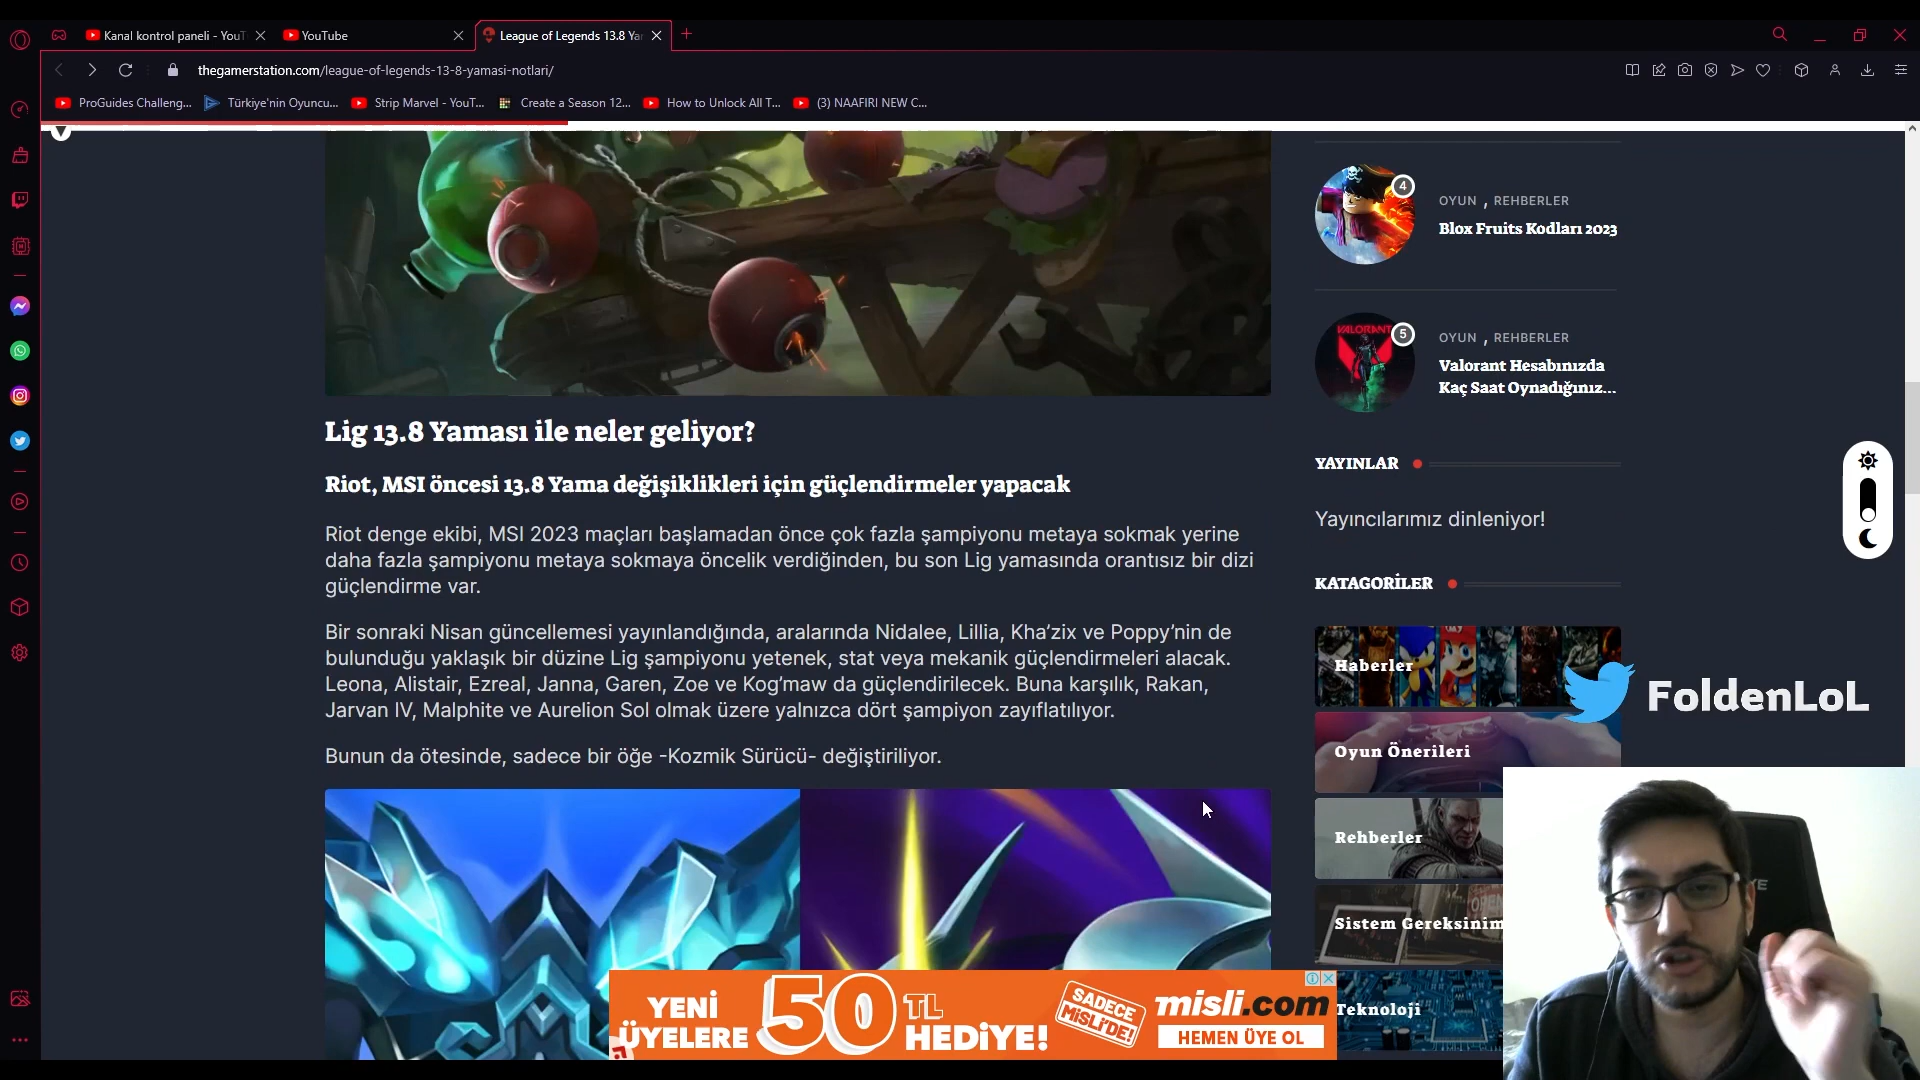 Kanal kontrol paneli - YouT
YouTube
League of Legends 13.8 Ya
thegamerstation.com/league-of-legends-13-8-yamasi-notlari/
ProGuides Challeng...
Türkiye'nin Oyuncu...
Strip Marvel - YouT...
Create a Season 12...
How to Unlock All T...
(3) NAAFIRI NEW C...
4
OYUN , REHBERLER
Blox Fruits Kodları 2023
VALORANT
5
OYUN , REHBERLER
Valorant Hesabınızda
Kaç Saat Oynadığınız...
Lig 13.8 Yaması ile neler geliyor?
Riot, MSI öncesi 13.8 Yama değişiklikleri için güçlendirmeler yapacak
Riot denge ekibi, MSI 2023 maçları başlamadan önce çok fazla şampiyonu metaya sokmak yerine
daha fazla şampiyonu metaya sokmaya öncelik verdiğinden, bu son Lig yamasında orantısız bir dizi
güçlendirme var.
Bir sonraki Nisan güncellemesi yayınlandığında, aralarında Nidalee, Lillia, Kha'zix ve Poppy'nin de
bulunduğu yaklaşık bir düzine Lig şampiyonu yetenek, stat veya mekanik güçlendirmeleri alacak.
Leona, Alistair, Ezreal, Janna, Garen, Zoe ve Kog'maw da güçlendirilecek. Buna karşılık, Rakan,
Jarvan IV, Malphite ve Aurelion Sol olmak üzere yalnızca dört şampiyon zayıflatılıyor.
Bunun da ötesinde, sadece bir öğe -Kozmik Sürücü- değiştiriliyor.
YAYINLAR
Yayıncılarımız dinleniyor!
KATAGORİLER
Haberler
FoldenLoL
Oyun Önerileri
Rehberler
Sistem Gereksinim
Teknoloji
YENİ
ÜYELERE
50 TL
HEDİYE!
SADECE
MİSLİ'DE!
misli.com
HEMEN ÜYE OL